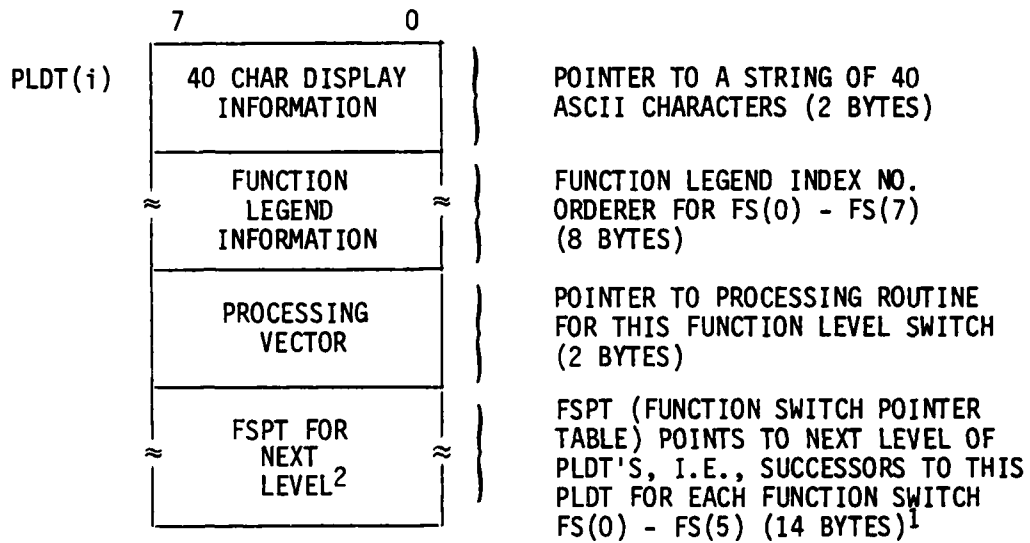 7 0
PLDT(i)
40 CHAR DISPLAY
INFORMATION
POINTER TO A STRING OF 40
ASCII CHARACTERS (2 BYTES)
≈ FUNCTION ≈
LEGEND
INFORMATION
FUNCTION LEGEND INDEX NO.
ORDERER FOR FS(0) - FS(7)
(8 BYTES)
PROCESSING
VECTOR
POINTER TO PROCESSING ROUTINE
FOR THIS FUNCTION LEVEL SWITCH
(2 BYTES)
FSPT FOR
≈ NEXT ≈
LEVEL2
FSPT (FUNCTION SWITCH POINTER
TABLE) POINTS TO NEXT LEVEL OF
PLDT'S, I.E., SUCCESSORS TO THIS
PLDT FOR EACH FUNCTION SWITCH
FS(0) - FS(5) (14 BYTES)1